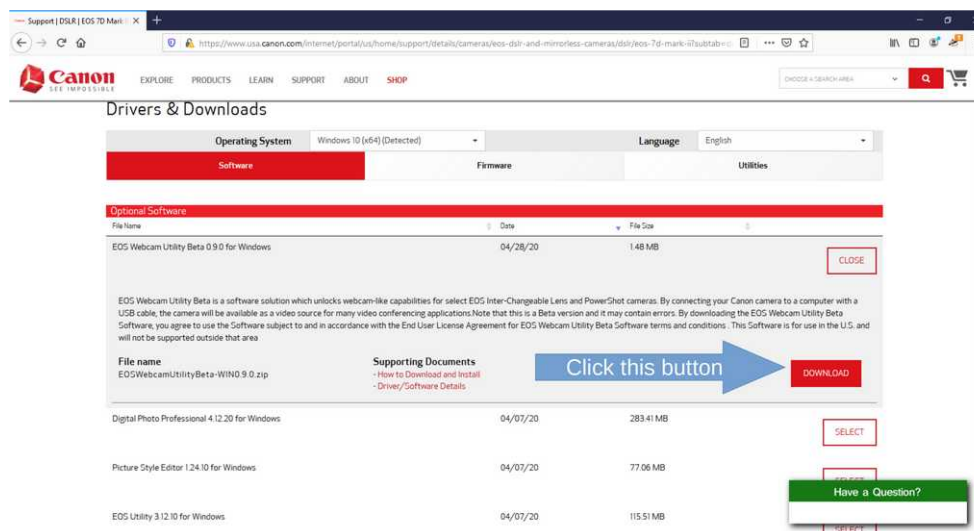 Support | DSLR | EOS 7D Mark
https://www.usa.canon.com/internet/portal/us/home/support/details/cameras/eos-dslr-and-mirrorless-cameras/dslr/eos-7d-mark-ii?subtab=
Canon
SEE IMPOSSIBLE
EXPLORE PRODUCTS LEARN SUPPORT ABOUT SHOP
CHOOSE A SEARCH AREA
Drivers & Downloads
Operating System Windows 10 (x64) (Detected) Language English
Software Firmware Utilities
Optional Software
File Name Date File Size
EOS Webcam Utility Beta 0.9.0 for Windows 04/28/20 1.48 MB
CLOSE
EOS Webcam Utility Beta is a software solution which unlocks webcam-like capabilities for select EOS Inter-Changeable Lens and PowerShot cameras. By connecting your Canon camera to a computer with a
USB cable, the camera will be available as a video source for many video conferencing applications.Note that this is a Beta version and it may contain errors. By downloading the EOS Webcam Utility Beta
Software, you agree to use the Software subject to and in accordance with the End User License Agreement for EOS Webcam Utility Beta Software terms and conditions . This Software is for use in the U.S. and
will not be supported outside that area
File name Supporting Documents
EOSWebcamUtilityBeta-WIN0.9.0.zip - How to Download and Install
- Driver/Software Details
Click this button
DOWNLOAD
Digital Photo Professional 4.12.20 for Windows 04/07/20 283.41 MB
SELECT
Picture Style Editor 1.24.10 for Windows 04/07/20 77.06 MB
SELECT
Have a Question?
EOS Utility 3.12.10 for Windows 04/07/20 115.51 MB
SELECT